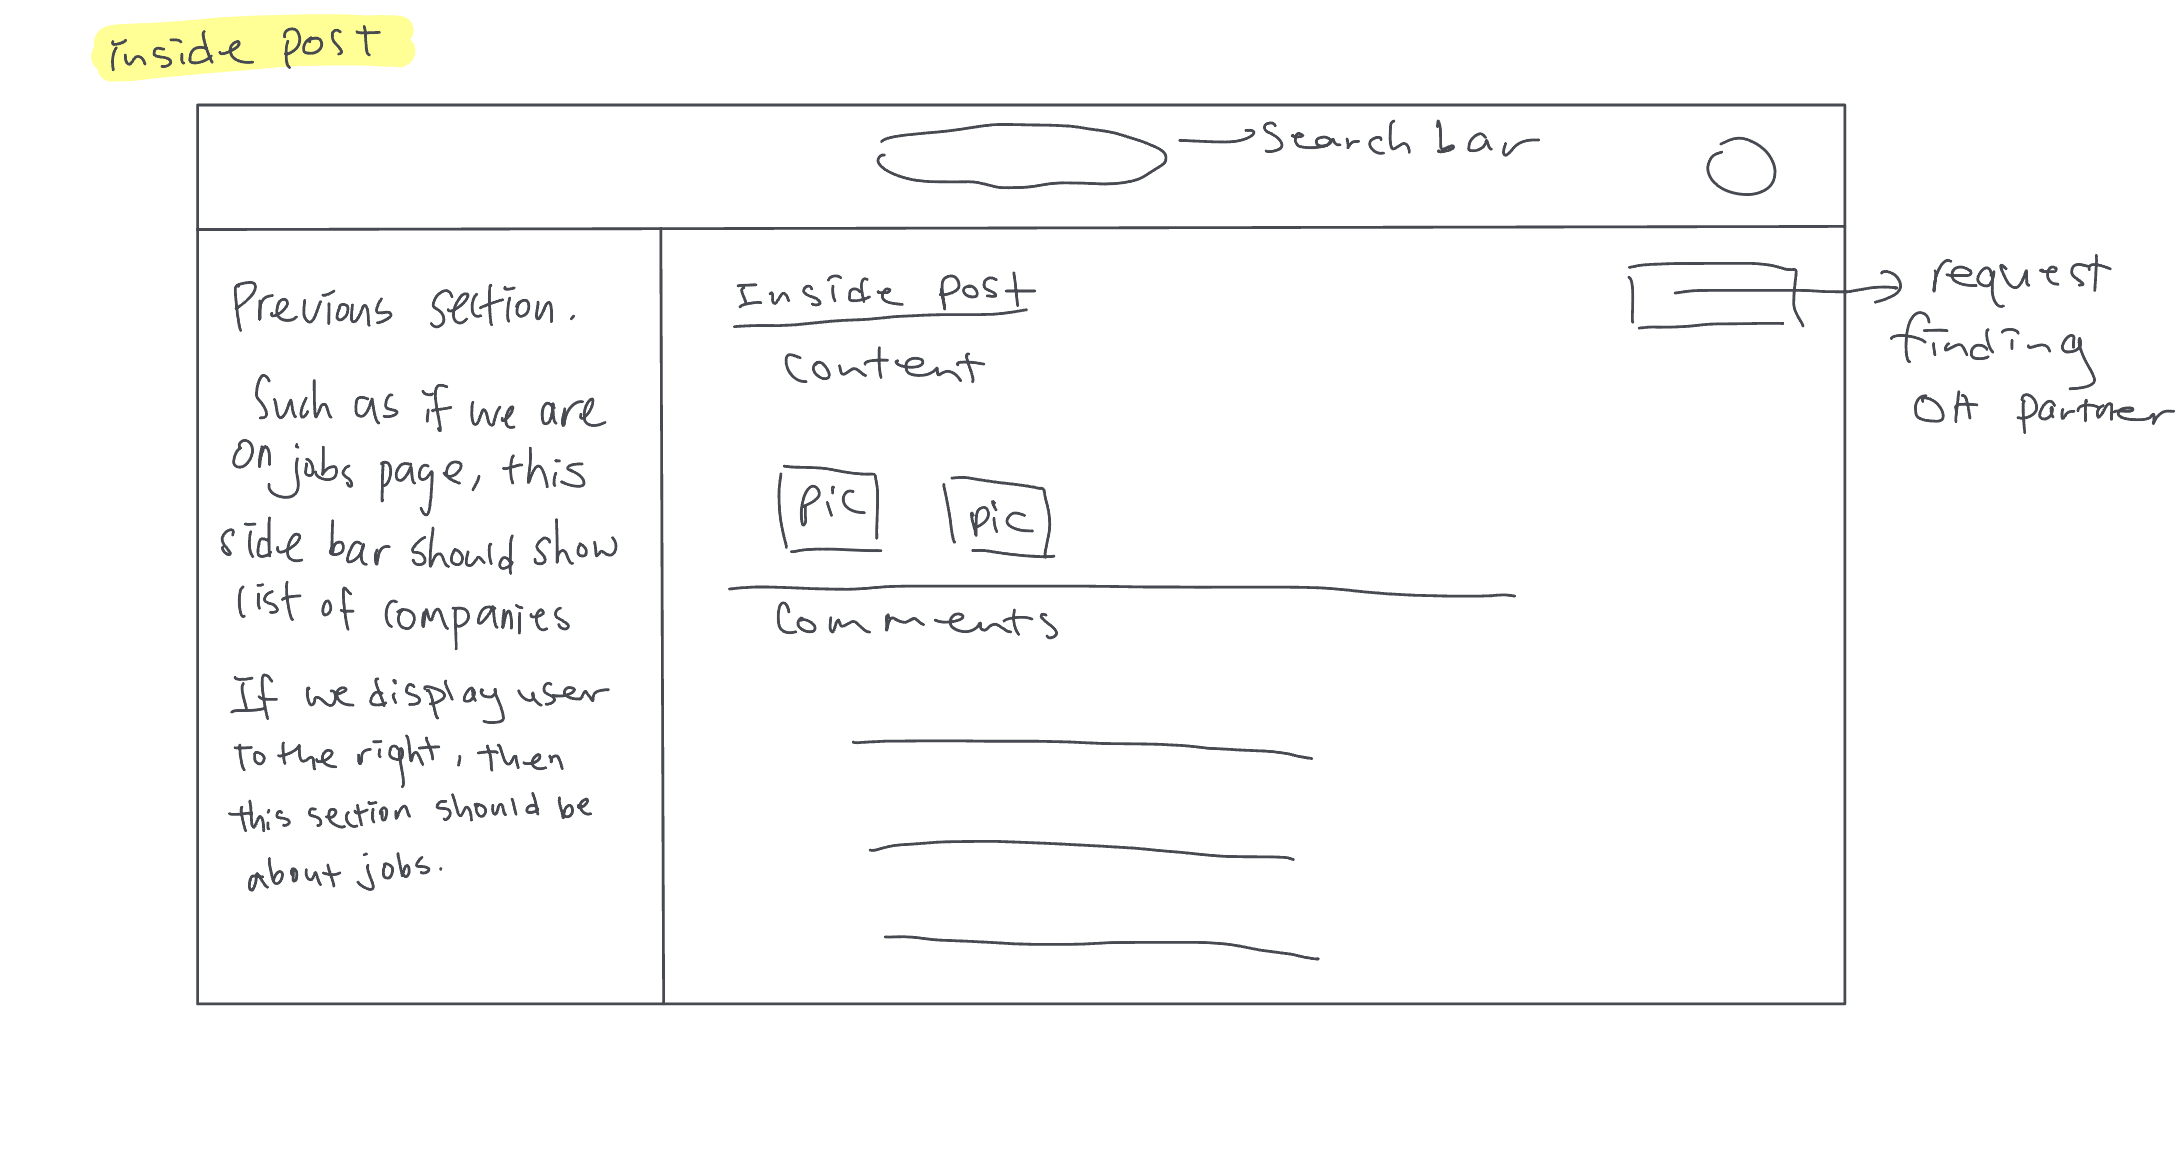 inside post
search bar
Previous section.
Such as if we are
on jobs page, this
side bar should show
list of companies
If we display user
to the right, then
this section should be
about jobs.
Inside post
content
pic pic
Comments
request
finding
OA partner